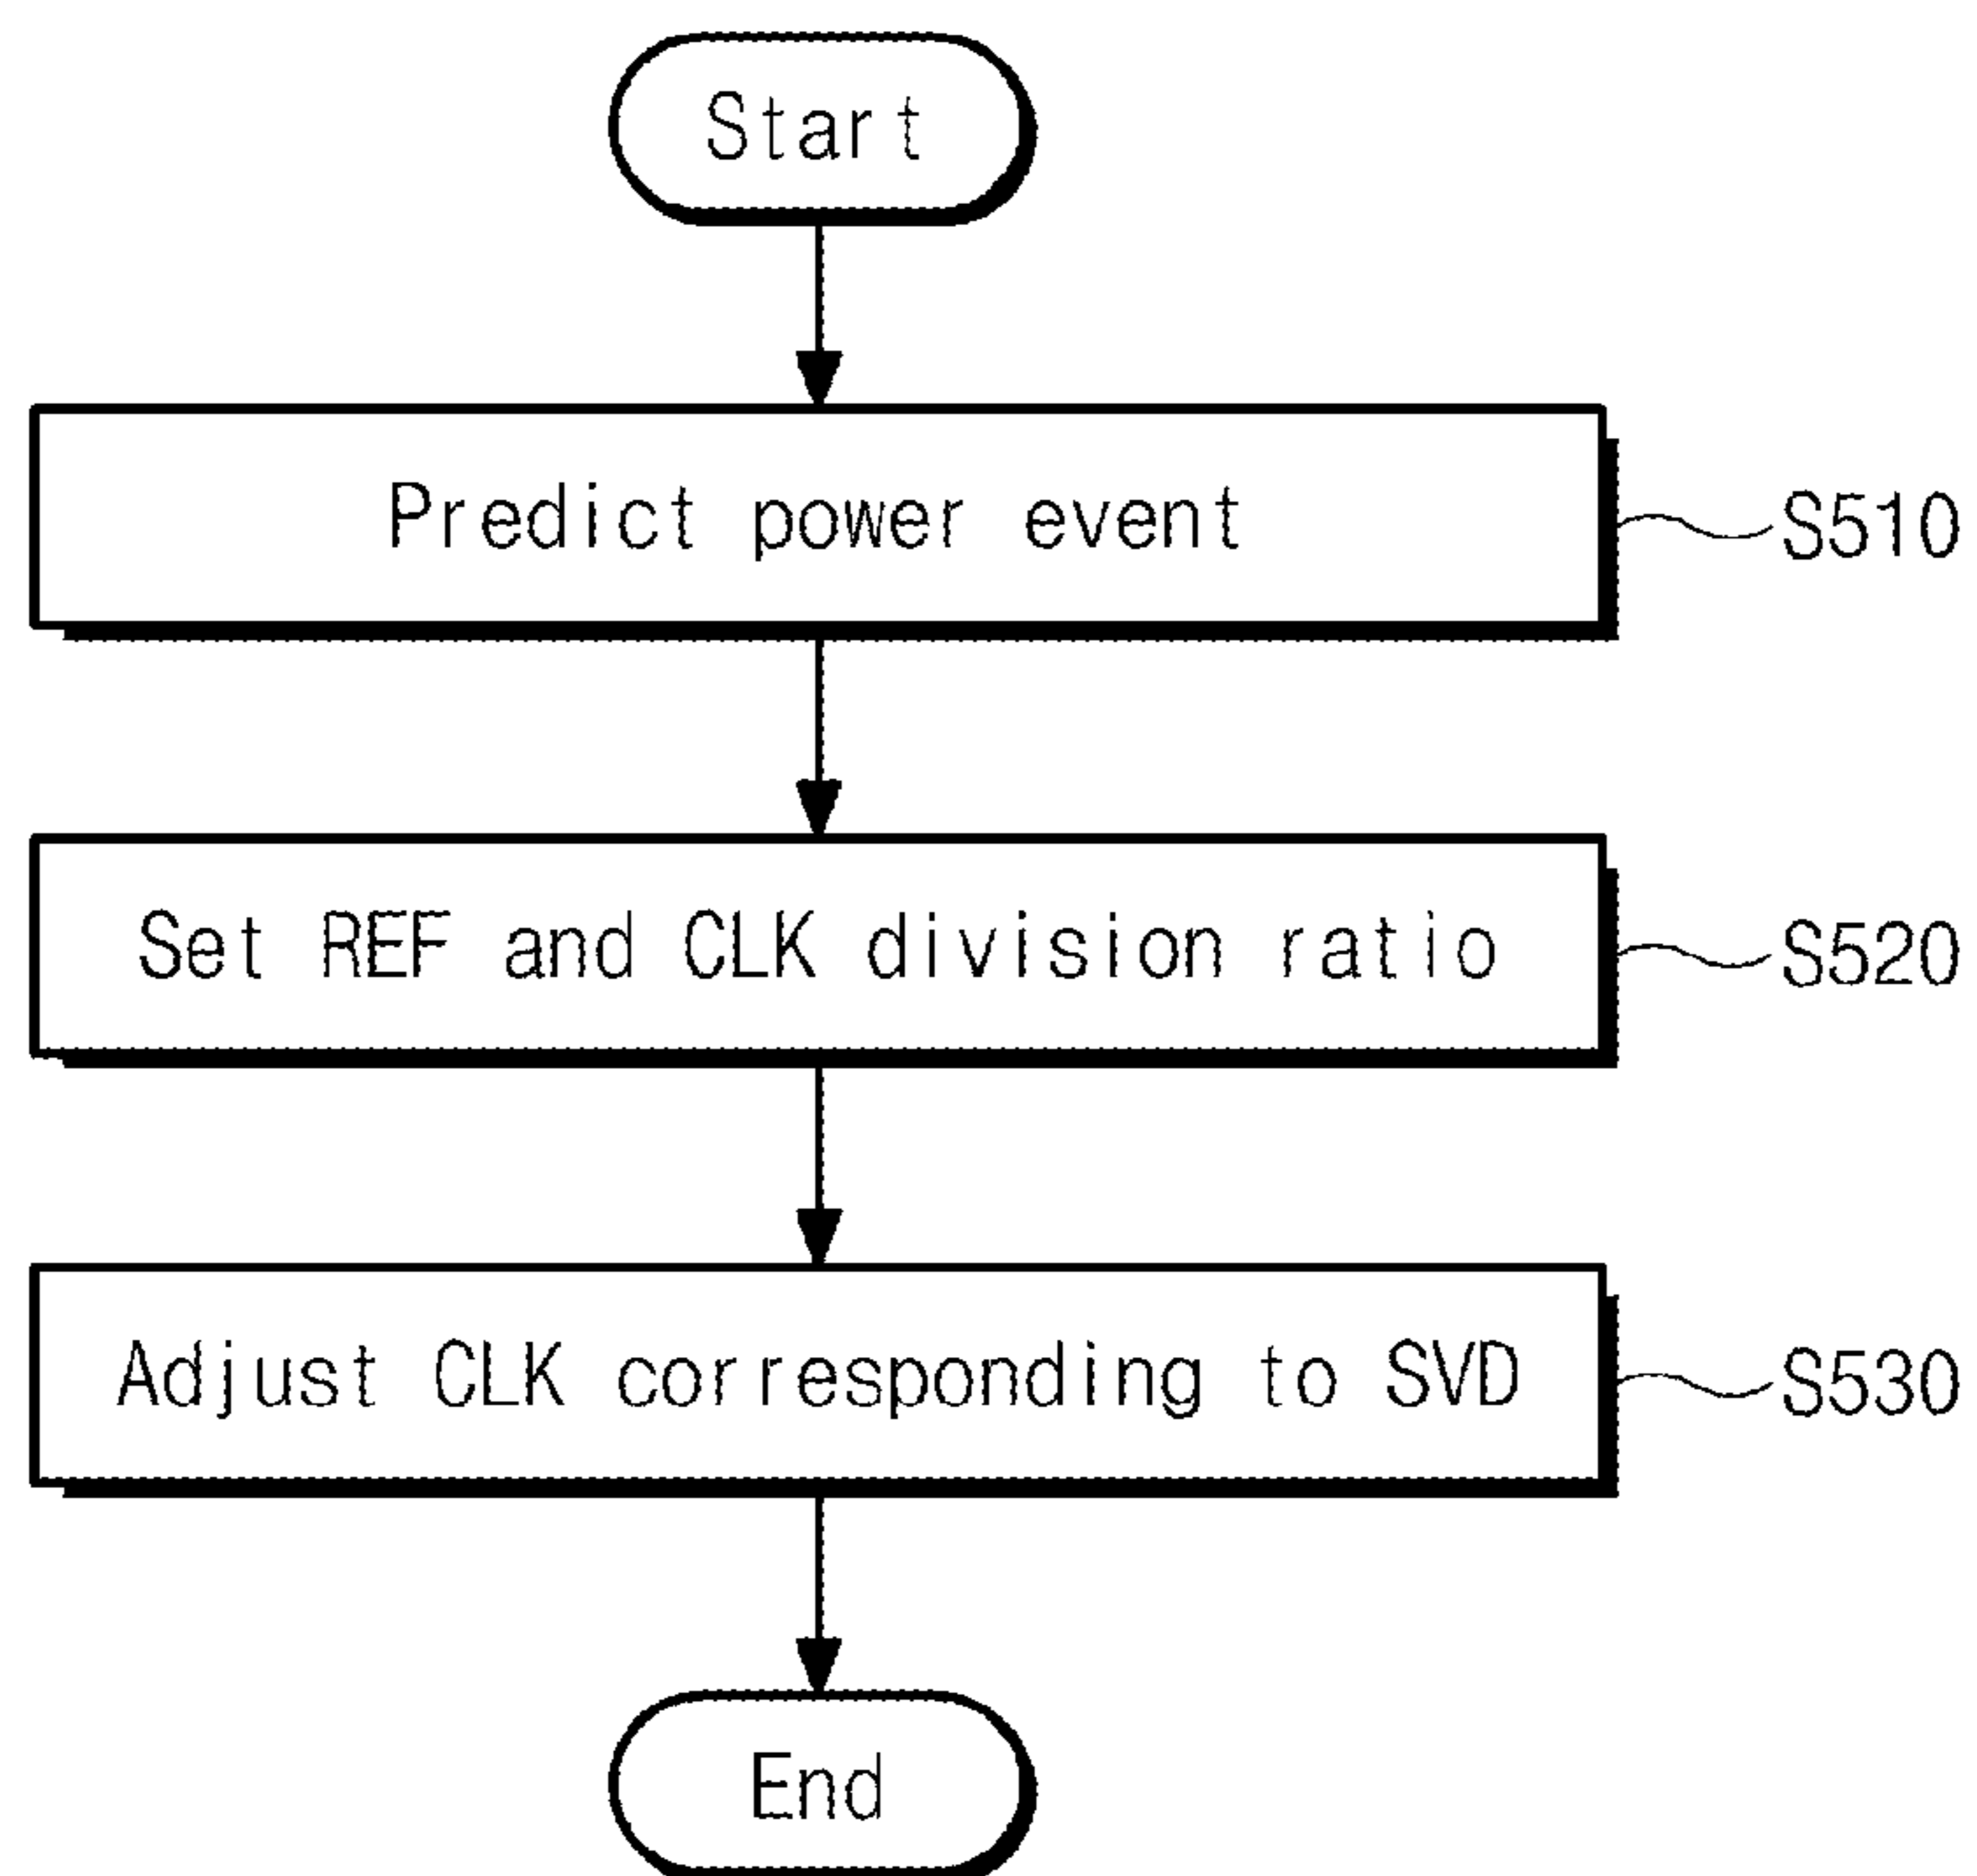 Start
Predict power event
S510
Set REF and CLK division ratio
S520
Adjust CLK corresponding to SVD
S530
End